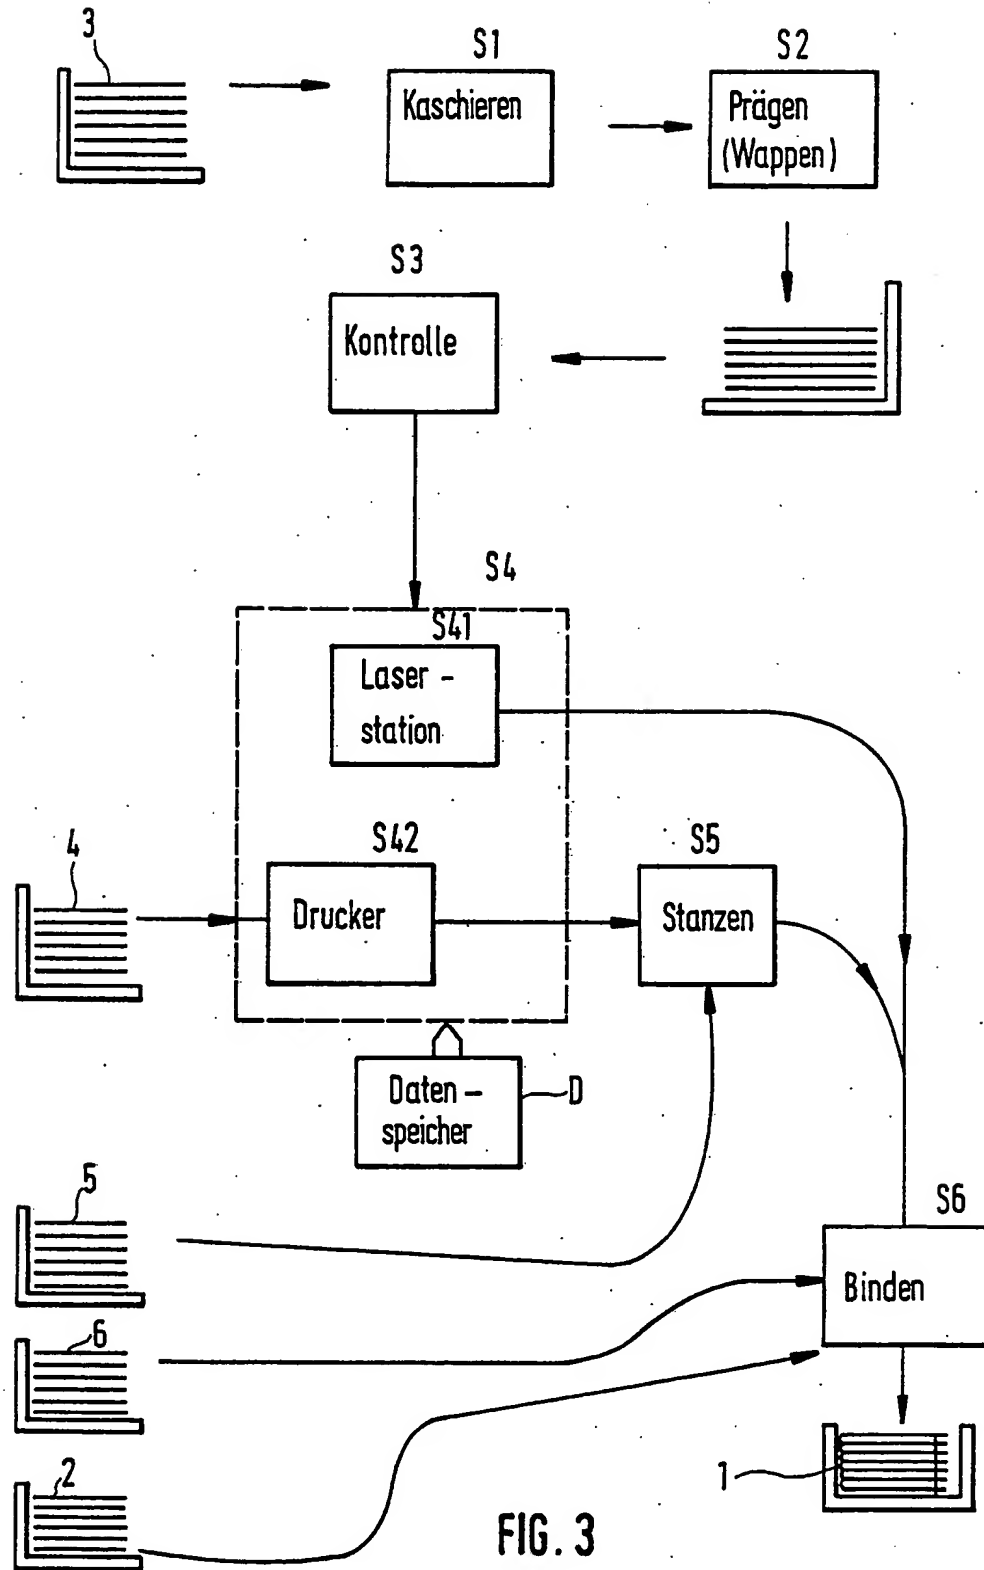 3
S1
Kaschieren
S2
Prägen
(Wappen)
S3
Kontrolle
S4
S41
Laser -
station
4
S42
Drucker
S5
Stanzen
Daten -
speicher
D
5
S6
Binden
6
2
1
FIG. 3